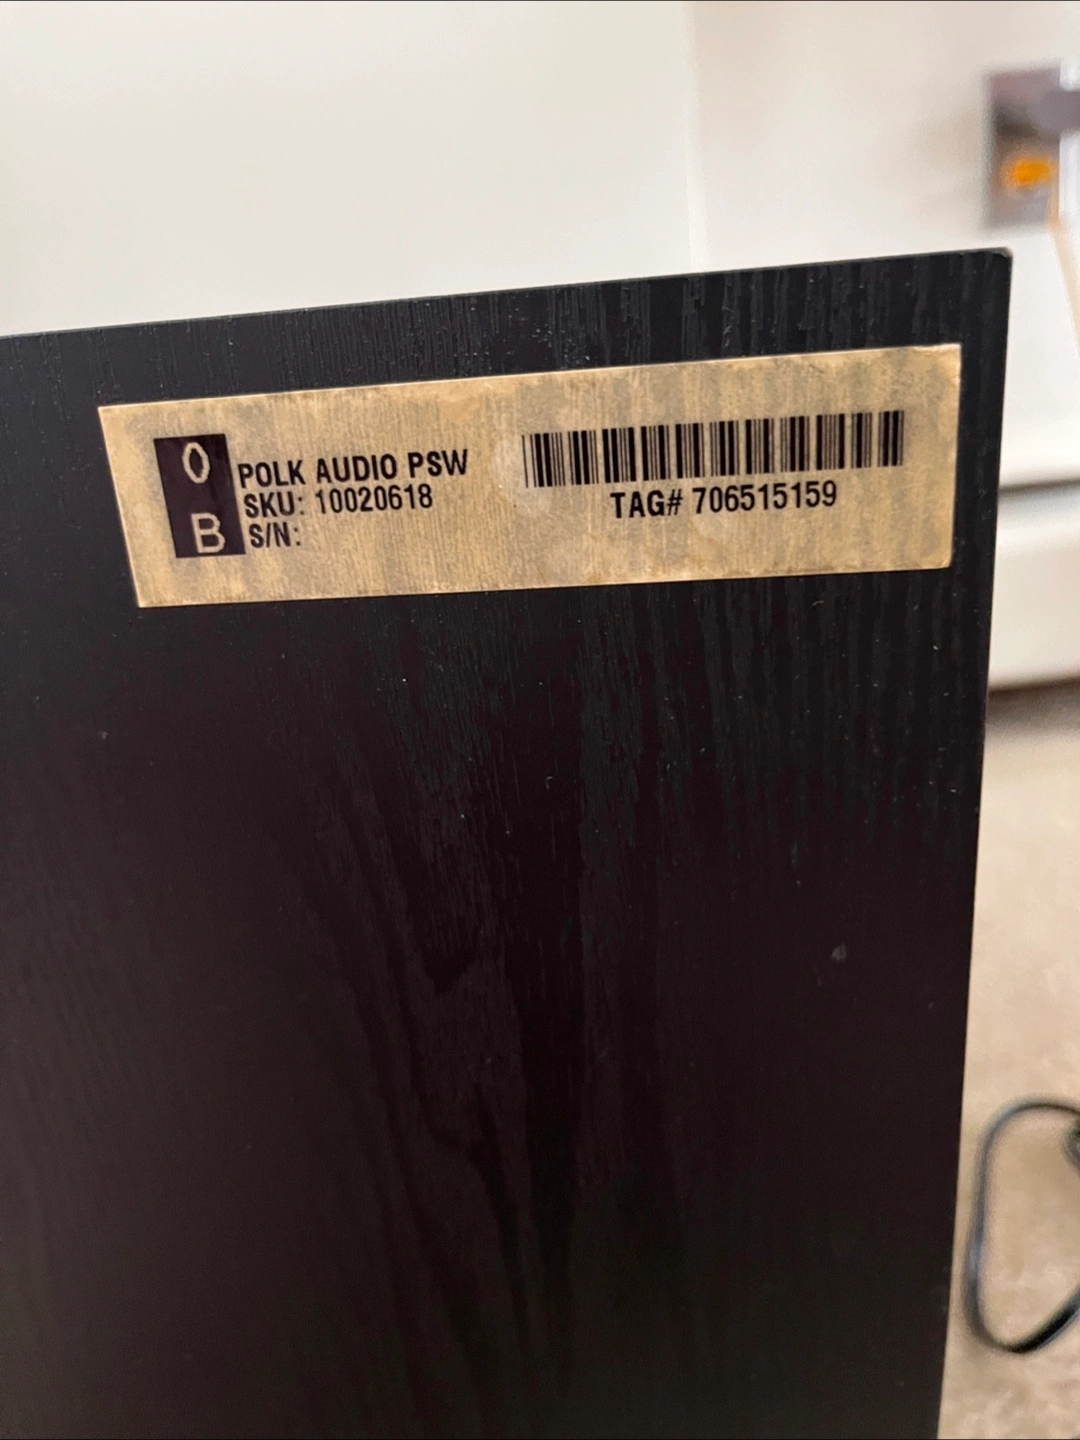 O
B
POLK AUDIO PSW
SKU: 10020618
S/N:
TAG# 706515159